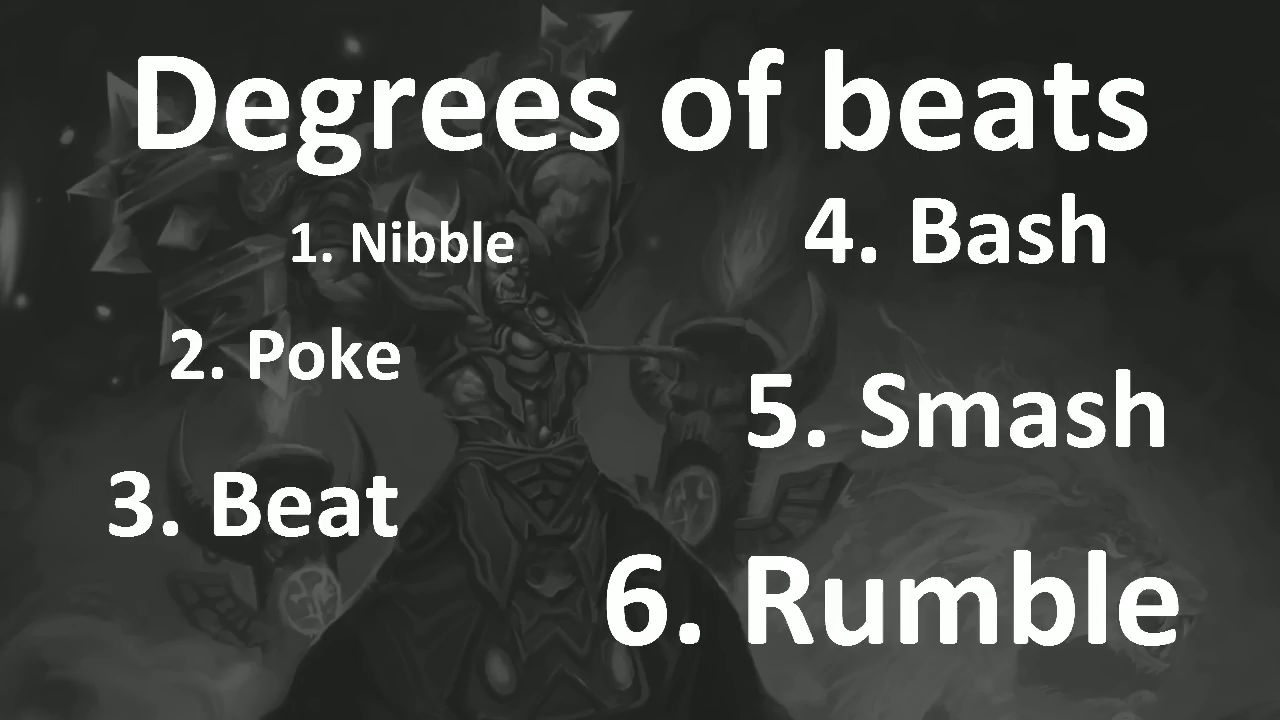 Degrees of beats
1. Nibble
2. Poke
3. Beat
4. Bash
5. Smash
6. Rumble